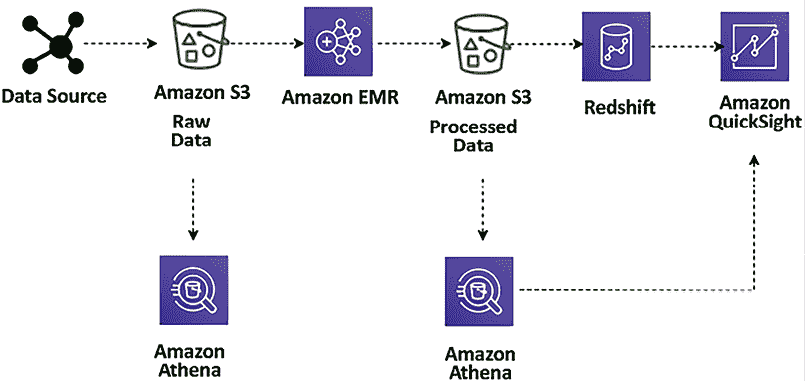 Data Source
Amazon S3
Raw
Data
Amazon EMR
Amazon S3
Processed
Data
Redshift
Amazon
QuickSight
Amazon
Athena
Amazon
Athena